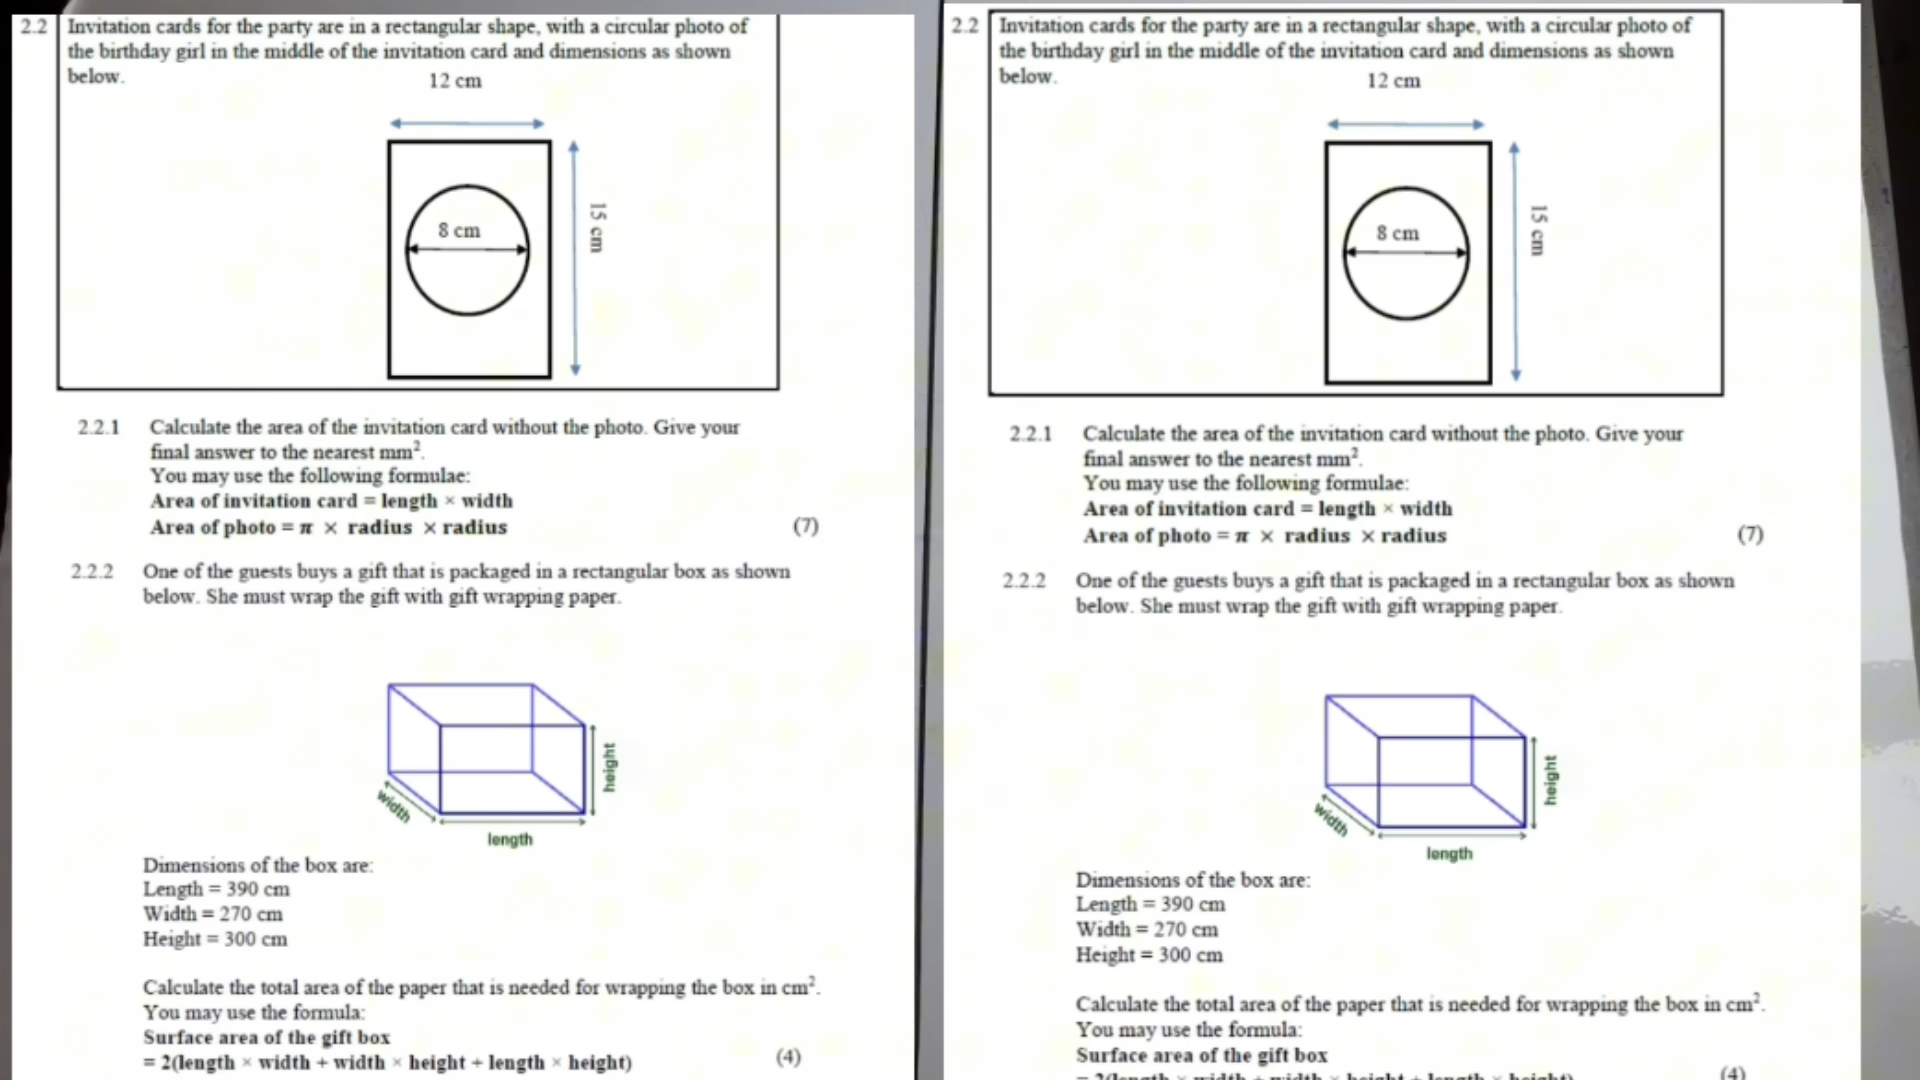 2.2 Invitation cards for the party are in a rectangular shape, with a circular photo of
the birthday girl in the middle of the invitation card and dimensions as shown
below.
12 cm
8 cm
15 cm
2.2.1 Calculate the area of the invitation card without the photo. Give your
final answer to the nearest mm².
You may use the following formulae:
Area of invitation card = length × width
Area of photo = π × radius × radius (7)
2.2.2 One of the guests buys a gift that is packaged in a rectangular box as shown
below. She must wrap the gift with gift wrapping paper.
height
width
length
Dimensions of the box are:
Length = 390 cm
Width = 270 cm
Height = 300 cm
Calculate the total area of the paper that is needed for wrapping the box in cm².
You may use the formula:
Surface area of the gift box
= 2(length × width + width × height + length × height) (4)
2.2 Invitation cards for the party are in a rectangular shape, with a circular photo of
the birthday girl in the middle of the invitation card and dimensions as shown
below.
12 cm
8 cm
15 cm
2.2.1 Calculate the area of the invitation card without the photo. Give your
final answer to the nearest mm².
You may use the following formulae:
Area of invitation card = length × width
Area of photo = π × radius × radius (7)
2.2.2 One of the guests buys a gift that is packaged in a rectangular box as shown
below. She must wrap the gift with gift wrapping paper.
height
width
length
Dimensions of the box are:
Length = 390 cm
Width = 270 cm
Height = 300 cm
Calculate the total area of the paper that is needed for wrapping the box in cm².
You may use the formula:
Surface area of the gift box
= 2(length × width + width × height + length × height) (4)